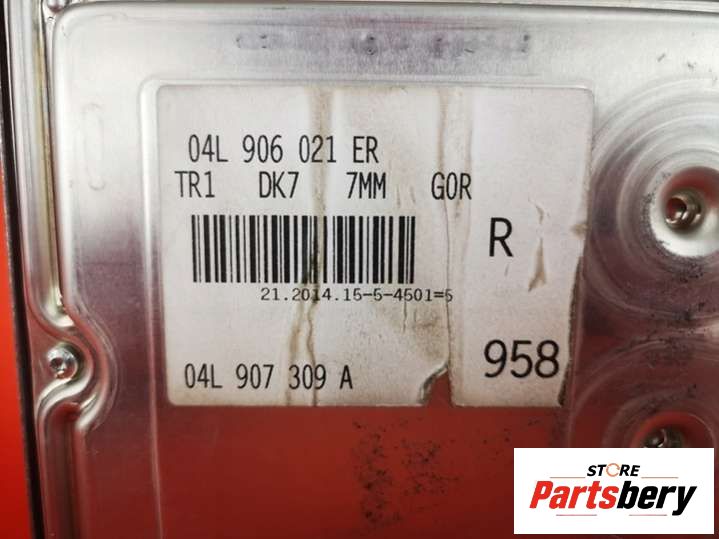 04L 906 021 ER
TR1 DK7 7MM GOR
R
21.2014.15-5-4501=5
958
04L 907 309 A
STORE
Partsbery